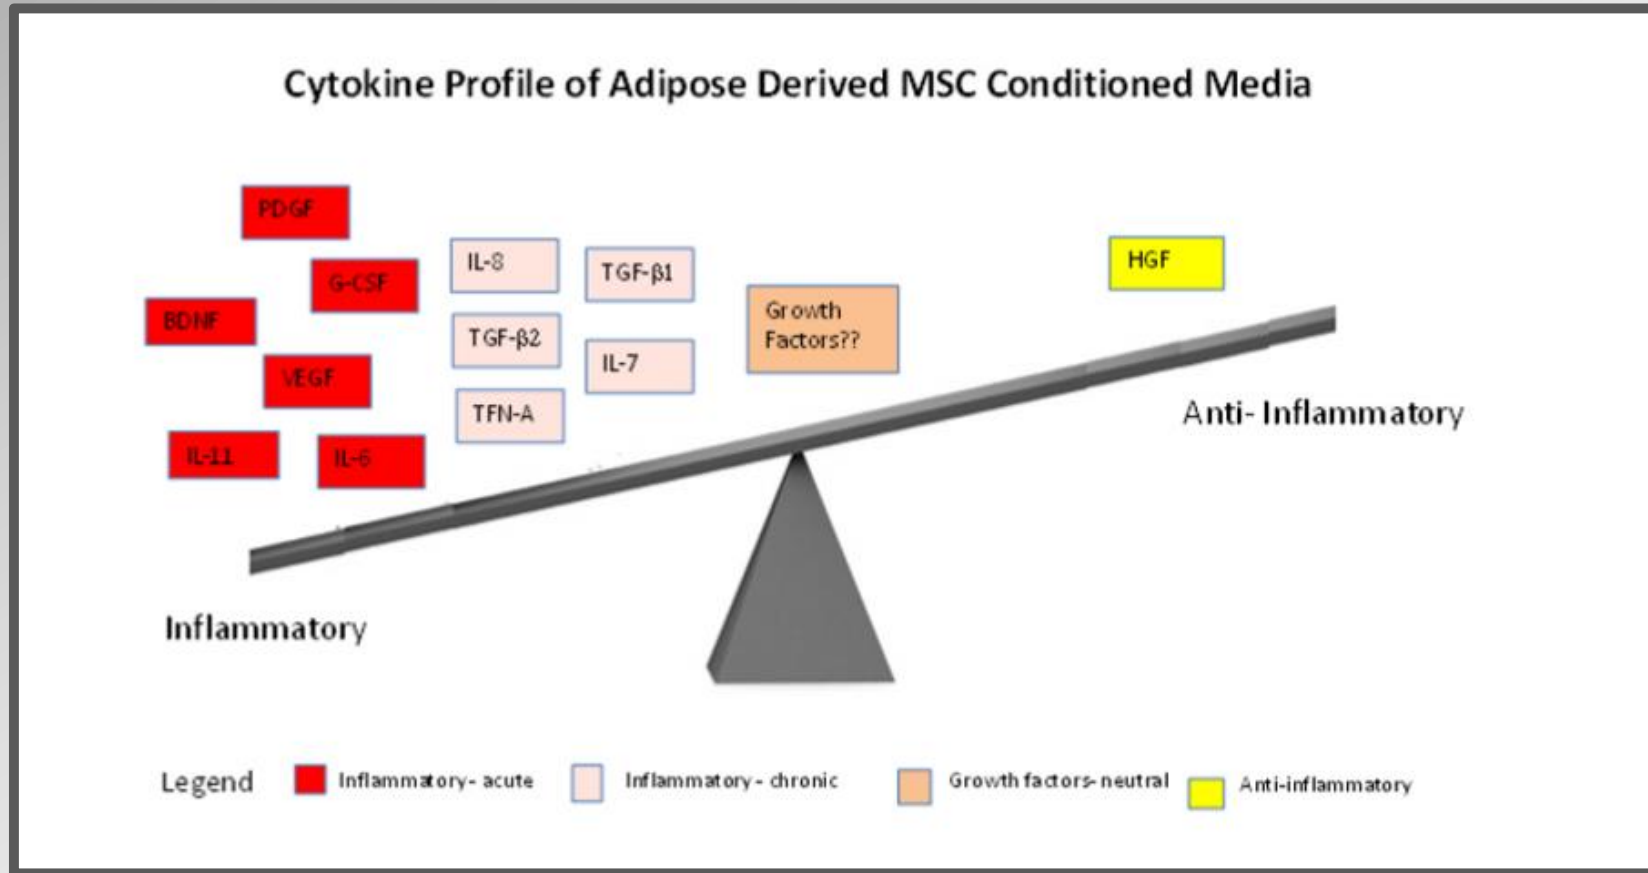 Cytokine Profile of Adipose Derived MSC Conditioned Media
PDGF
G-CSF
BDNF
VEGF
IL-11
IL-6
IL-8
TGF-β1
TGF-β2
IL-7
TFN-A
Growth
Factors??
HGF
Anti- Inflammatory
Inflammatory
Legend
Inflammatory- acute
Inflammatory- chronic
Growth factors- neutral
Anti-inflammatory